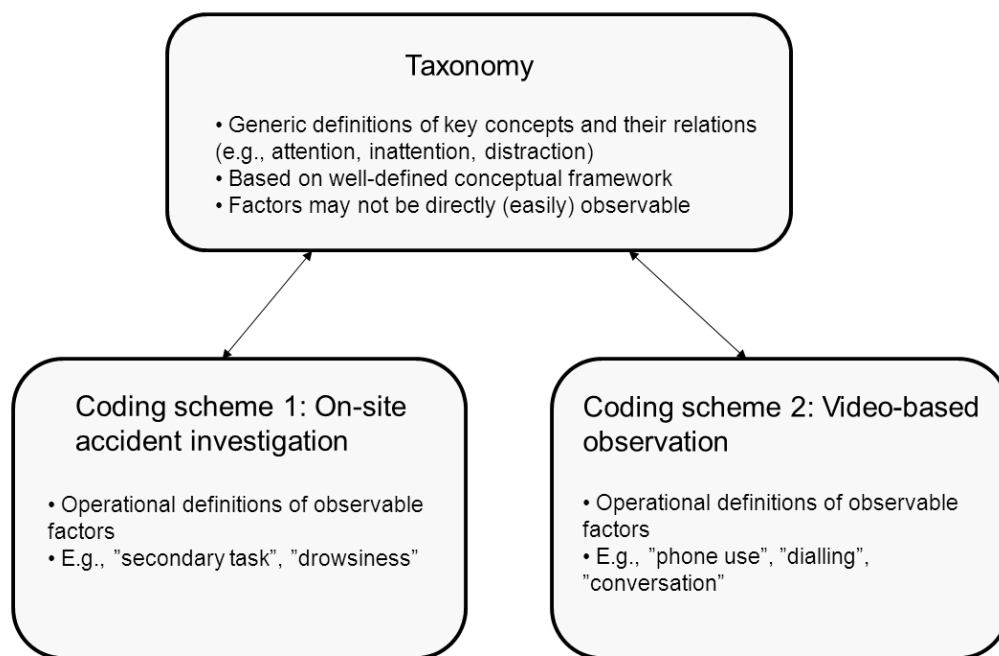 Taxonomy
• Generic definitions of key concepts and their relations
(e.g., attention, inattention, distraction)
• Based on well-defined conceptual framework
• Factors may not be directly (easily) observable
Coding scheme 1: On-site
accident investigation
• Operational definitions of observable
factors
• E.g., ”secondary task”, ”drowsiness”
Coding scheme 2: Video-based
observation
• Operational definitions of observable
factors
• E.g., ”phone use”, ”dialling”,
”conversation”